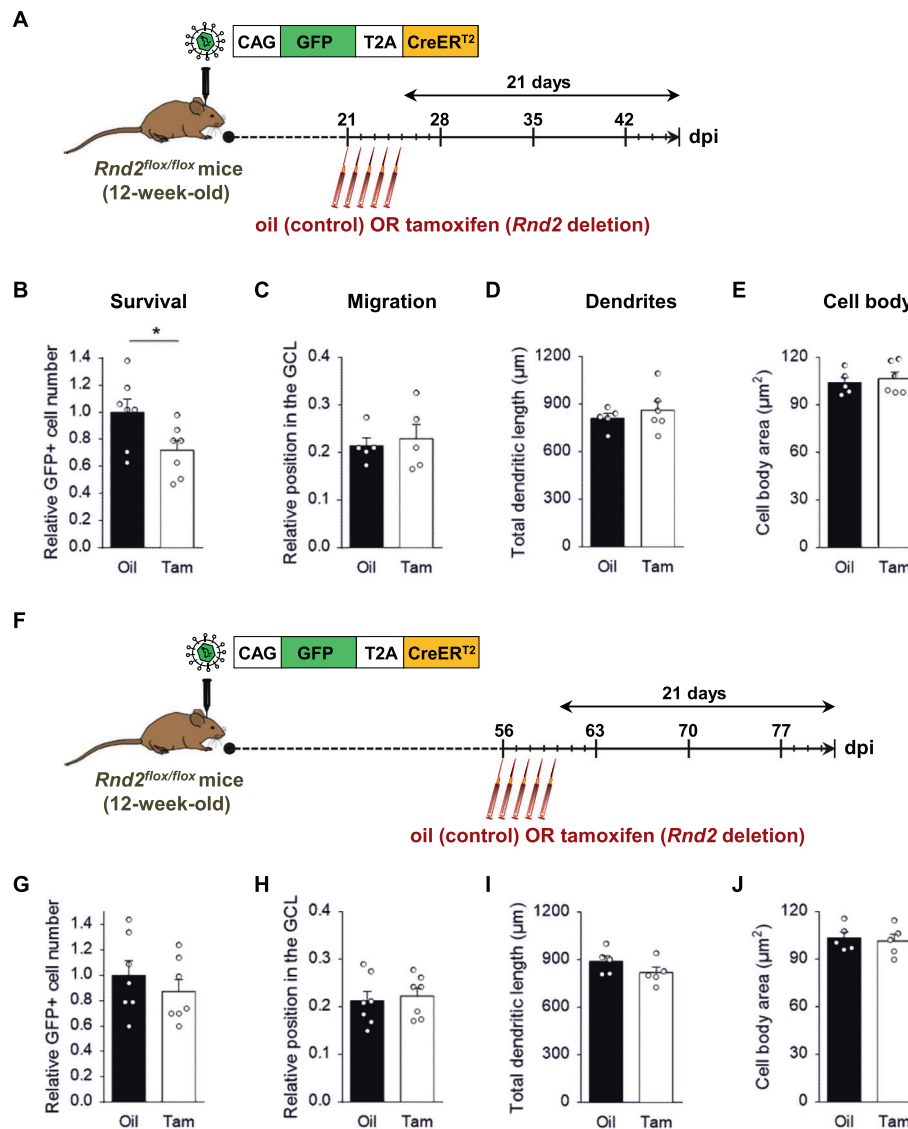 A
CAG GFP T2A CreERT2
21 days
21 28 35 42 dpi
Rnd2flox/flox mice
(12-week-old)
oil (control) OR tamoxifen (Rnd2 deletion)
B Survival
Relative GFP+ cell number
1.4
1.2
1.0
0.8
0.6
0.4
0.2
0.0
*
Oil Tam
C Migration
Relative position in the GCL
0.4
0.3
0.2
0.1
0.0
Oil Tam
D Dendrites
Total dendritic length (µm)
1200
900
600
300
0
Oil Tam
E Cell body
Cell body area (µm²)
120
90
60
30
0
Oil Tam
F
CAG GFP T2A CreERT2
21 days
56 63 70 77 dpi
Rnd2flox/flox mice
(12-week-old)
oil (control) OR tamoxifen (Rnd2 deletion)
G
Relative GFP+ cell number
1.4
1.2
1.0
0.8
0.6
0.4
0.2
0.0
Oil Tam
H
Relative position in the GCL
0.4
0.3
0.2
0.1
0.0
Oil Tam
I
Total dendritic length (µm)
1200
900
600
300
0
Oil Tam
J
Cell body area (µm²)
120
90
60
30
0
Oil Tam